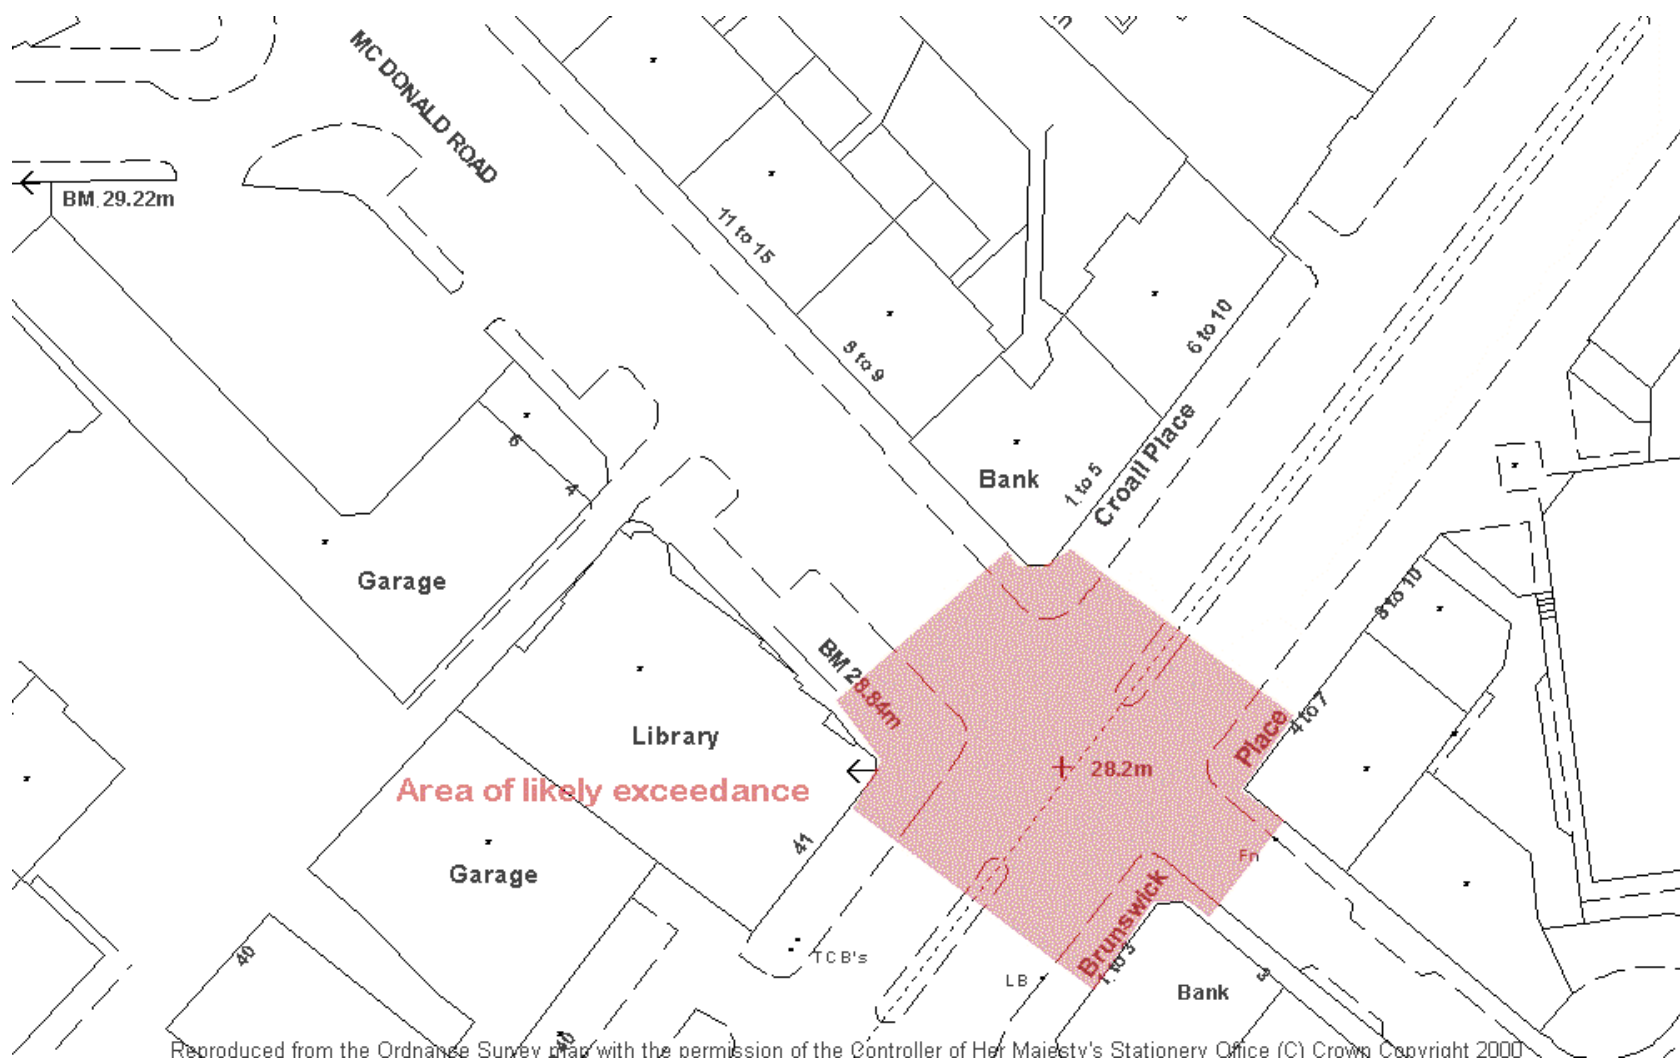 MC DONALD ROAD
BM 29.22m
11 to 15
8 to 9
6 to 10
Croall Place
1 to 5
Bank
6
4
Garage
8 to 10
BM 28.84m
Library
Place
4 to 7
28.2m
Area of likely exceedance
41
Fn
Garage
Brunswick
1 to 3
40
TCB's
LB
Bank
3
40
Reproduced from the Ordnance Survey map with the permission of the Controller of Her Majesty's Stationery Office (C) Crown Copyright 2000